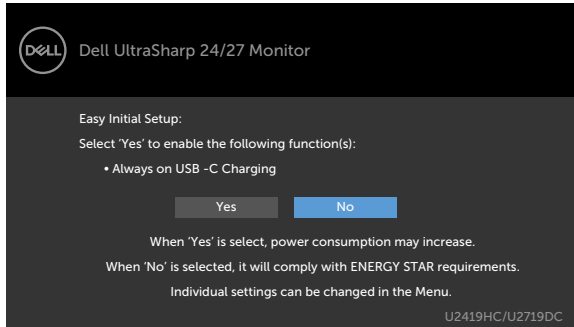 DELL
Dell UltraSharp 24/27 Monitor
Easy Initial Setup:
Select ‘Yes’ to enable the following function(s):
• Always on USB -C Charging
Yes No
When ‘Yes’ is select, power consumption may increase.
When ‘No’ is selected, it will comply with ENERGY STAR requirements.
Individual settings can be changed in the Menu.
U2419HC/U2719DC